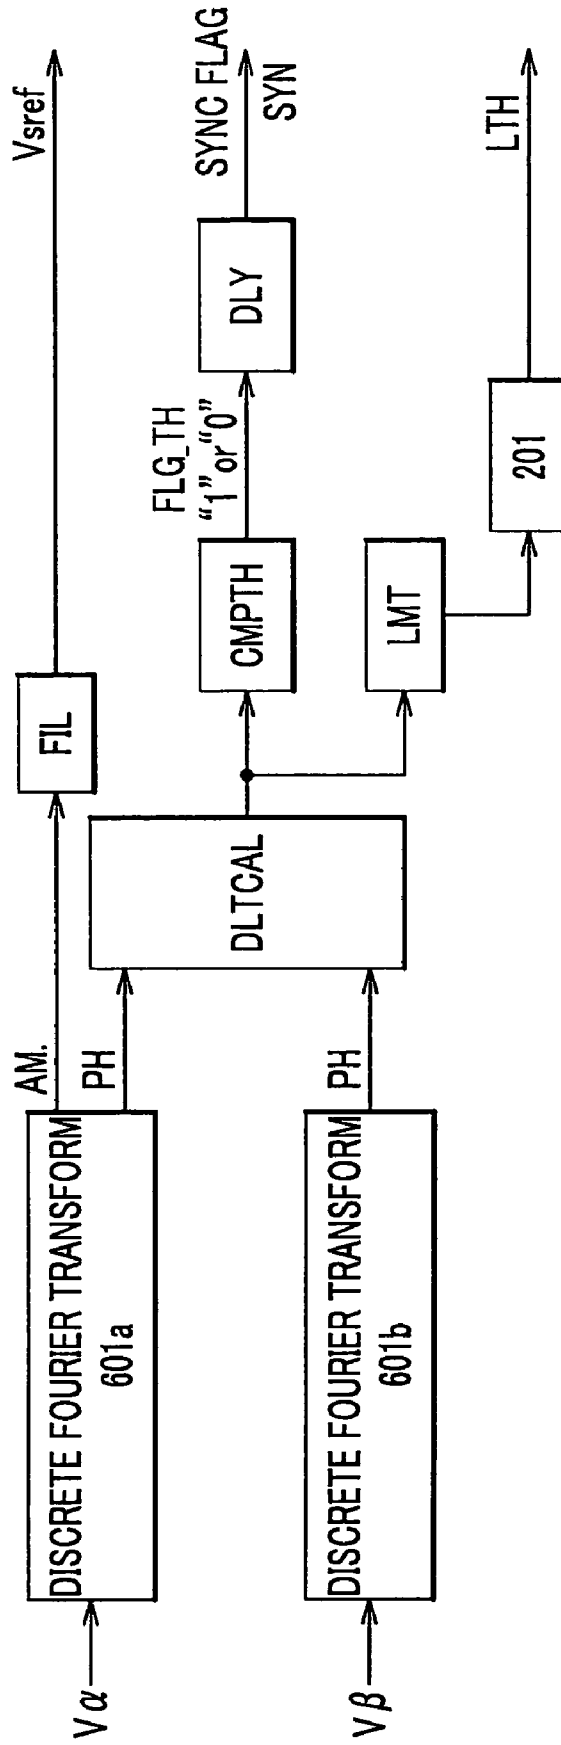 Vα
DISCRETE FOURIER TRANSFORM
601a
AM.
PH
FIL
Vsref
Vβ
DISCRETE FOURIER TRANSFORM
601b
PH
DLTCAL
CMPTH
FLG_TH
“1” or “0”
DLY
SYNC FLAG
SYN
LMT
201
LTH